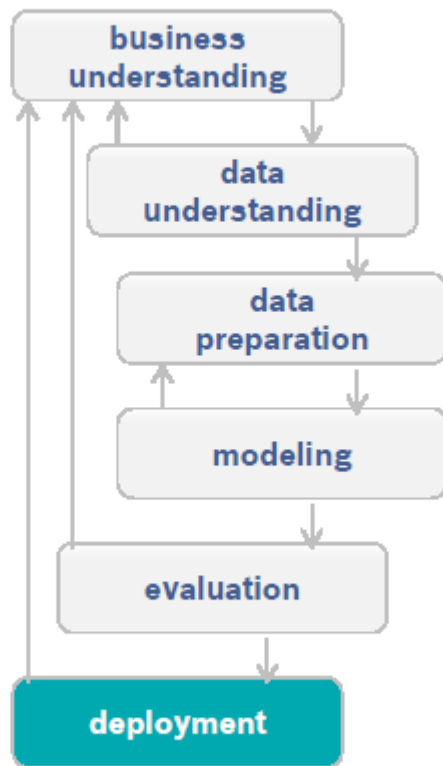 business
understanding
data
understanding
data
preparation
modeling
evaluation
deployment